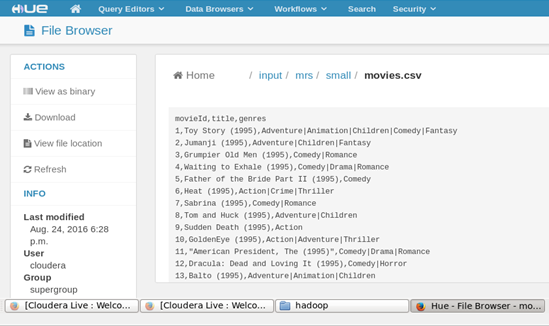 HUE
Query Editors
Data Browsers
Workflows
Search
Security
File Browser
ACTIONS
View as binary
Download
View file location
Refresh
INFO
Last modified
Aug. 24, 2016 6:28
p.m.
User
cloudera
Group
supergroup
Home / input / mrs / small / movies.csv
movieId,title,genres
1,Toy Story (1995),Adventure|Animation|Children|Comedy|Fantasy
2,Jumanji (1995),Adventure|Children|Fantasy
3,Grumpier Old Men (1995),Comedy|Romance
4,Waiting to Exhale (1995),Comedy|Drama|Romance
5,Father of the Bride Part II (1995),Comedy
6,Heat (1995),Action|Crime|Thriller
7,Sabrina (1995),Comedy|Romance
8,Tom and Huck (1995),Adventure|Children
9,Sudden Death (1995),Action
10,GoldenEye (1995),Action|Adventure|Thriller
11,"American President, The (1995)",Comedy|Drama|Romance
12,Dracula: Dead and Loving It (1995),Comedy|Horror
13,Balto (1995),Adventure|Animation|Children
[Cloudera Live : Welco...
[Cloudera Live : Welco...
hadoop
Hue - File Browser - mo...